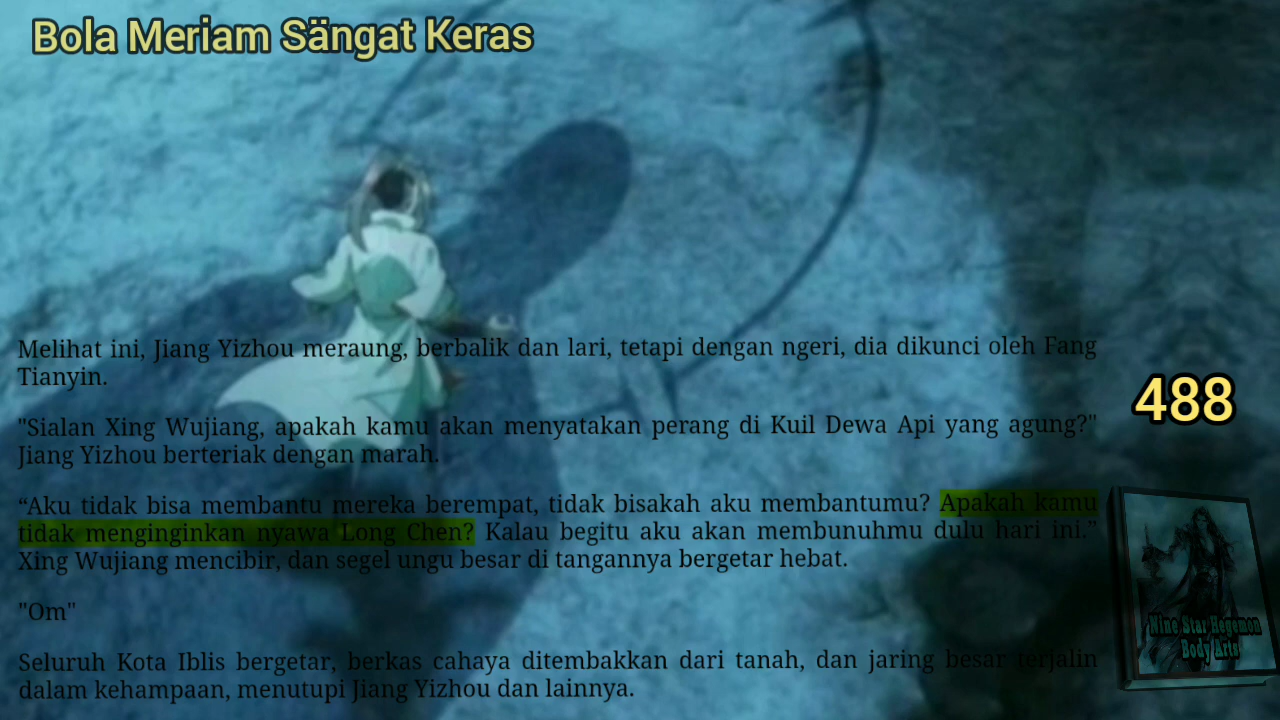 Bola Meriam Sängat Keras
Melihat ini, Jiang Yizhou meraung, berbalik dan lari, tetapi dengan ngeri, dia dikunci oleh Fang
Tianyin.
"Sialan Xing Wujiang, apakah kamu akan menyatakan perang di Kuil Dewa Api yang agung?"
Jiang Yizhou berteriak dengan marah.
“Aku tidak bisa membantu mereka berempat, tidak bisakah aku membantumu? Apakah kamu
tidak menginginkan nyawa Long Chen? Kalau begitu aku akan membunuhmu dulu hari ini.”
Xing Wujiang mencibir, dan segel ungu besar di tangannya bergetar hebat.
"Om"
Seluruh Kota Iblis bergetar, berkas cahaya ditembakkan dari tanah, dan jaring besar terjalin
dalam kehampaan, menutupi Jiang Yizhou dan lainnya.
488
Nine Star Hegemon
Body Arts